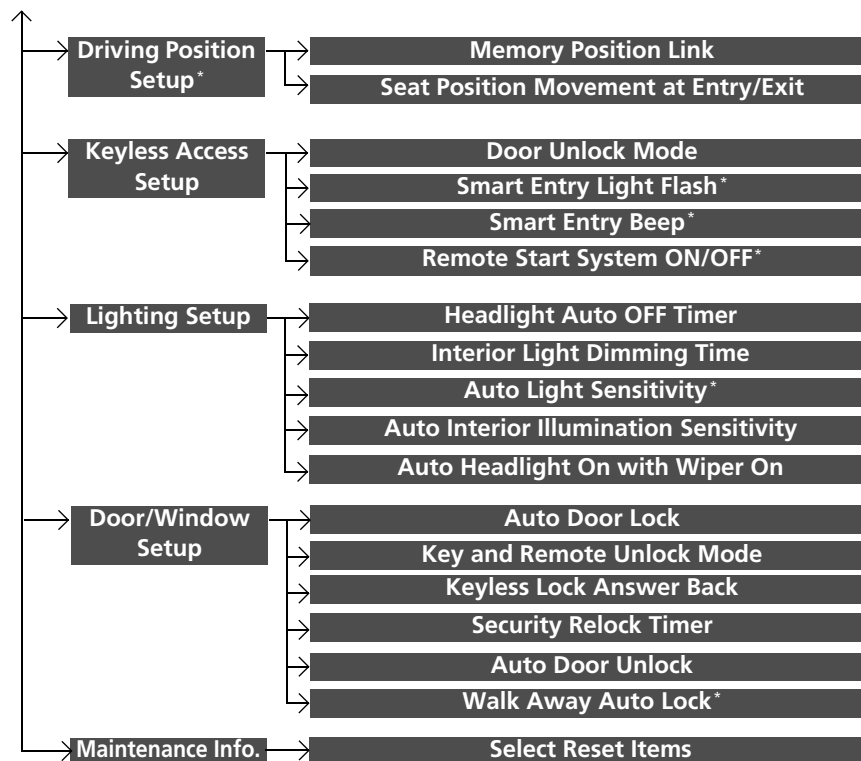 Driving Position
Setup*
Memory Position Link
Seat Position Movement at Entry/Exit
Keyless Access
Setup
Door Unlock Mode
Smart Entry Light Flash*
Smart Entry Beep*
Remote Start System ON/OFF*
Lighting Setup
Headlight Auto OFF Timer
Interior Light Dimming Time
Auto Light Sensitivity*
Auto Interior Illumination Sensitivity
Auto Headlight On with Wiper On
Door/Window
Setup
Auto Door Lock
Key and Remote Unlock Mode
Keyless Lock Answer Back
Security Relock Timer
Auto Door Unlock
Walk Away Auto Lock*
Maintenance Info.
Select Reset Items